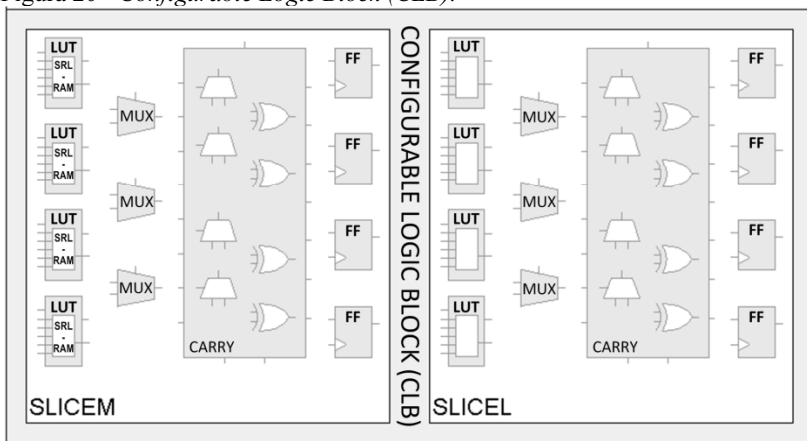 Figura 20 - Configurable Logic Block (CLB).
LUT
SRL
-
RAM
LUT
SRL
-
RAM
LUT
SRL
-
RAM
LUT
SRL
-
RAM
MUX
MUX
MUX
CARRY
FF
FF
FF
FF
SLICEM
CONFIGURABLE LOGIC BLOCK (CLB)
LUT
LUT
LUT
LUT
MUX
MUX
MUX
CARRY
FF
FF
FF
FF
SLICEL